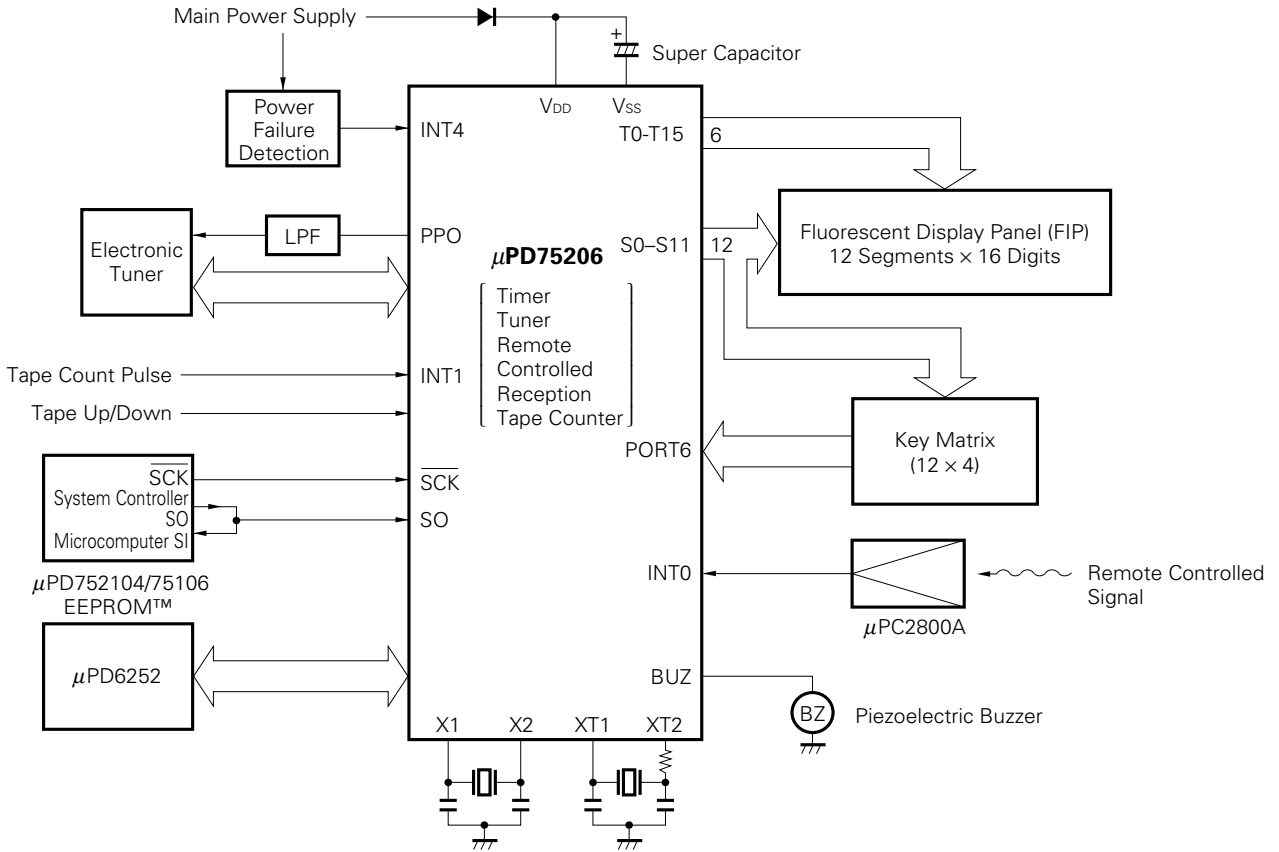 Main Power Supply
+
Super Capacitor
Power
Failure
Detection
INT4
VDD
VSS
T0-T15
6
Electronic
Tuner
LPF
PPO
μPD75206
S0–S11
12
Fluorescent Display Panel (FIP)
12 Segments × 16 Digits
Timer
Tuner
Remote
Controlled
Reception
Tape Counter
Tape Count Pulse
INT1
Tape Up/Down
PORT6
Key Matrix
(12 × 4)
SCK
System Controller
SO
Microcomputer SI
SCK
SO
μPD752104/75106
EEPROM™
INT0
Remote Controlled
Signal
μPC2800A
μPD6252
BUZ
BZ
Piezoelectric Buzzer
X1
X2
XT1
XT2